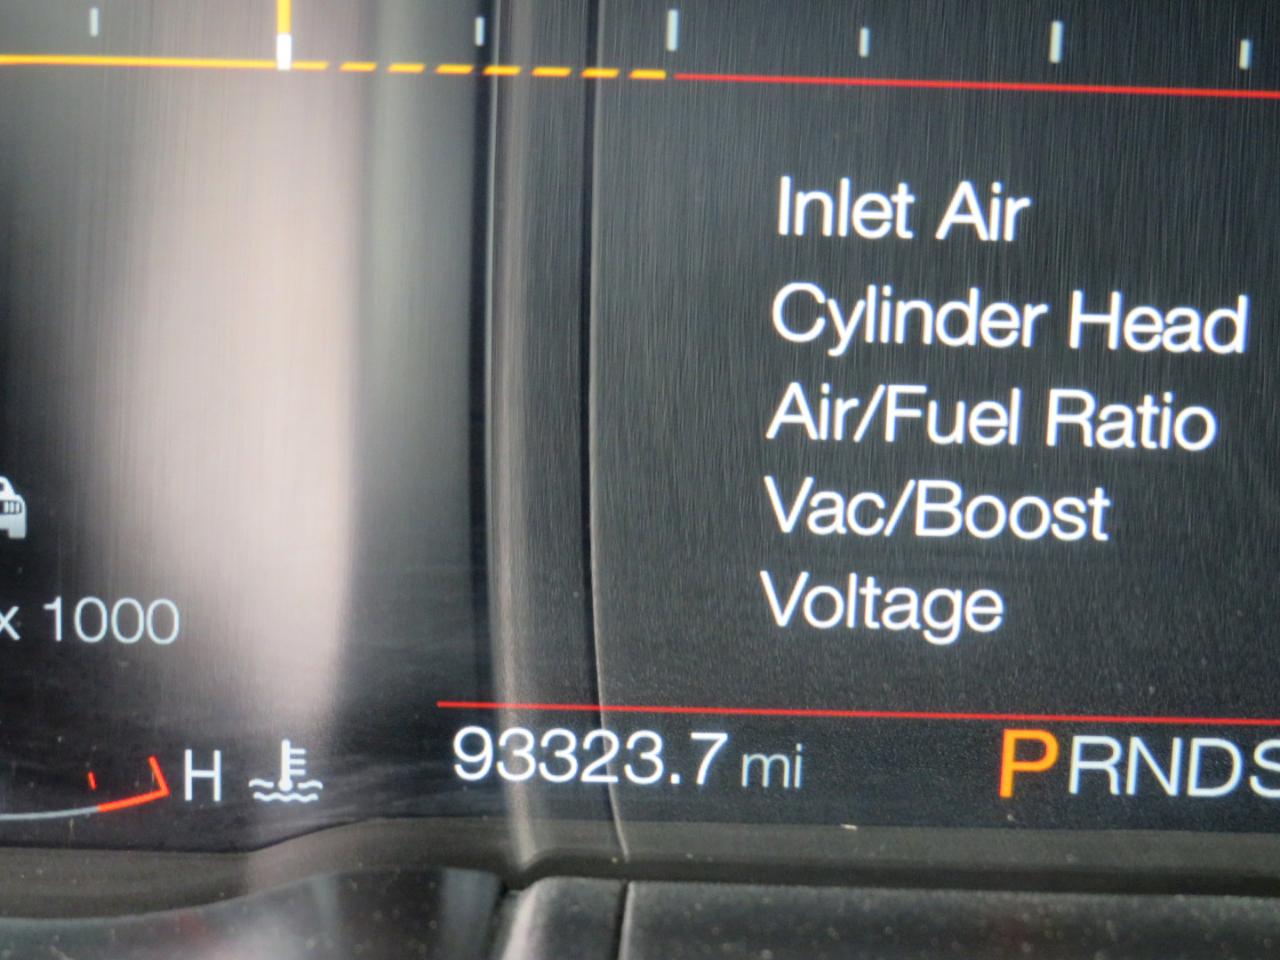 Inlet Air
Cylinder Head
Air/Fuel Ratio
Vac/Boost
Voltage
x 1000
H
93323.7 mi
PRNDS